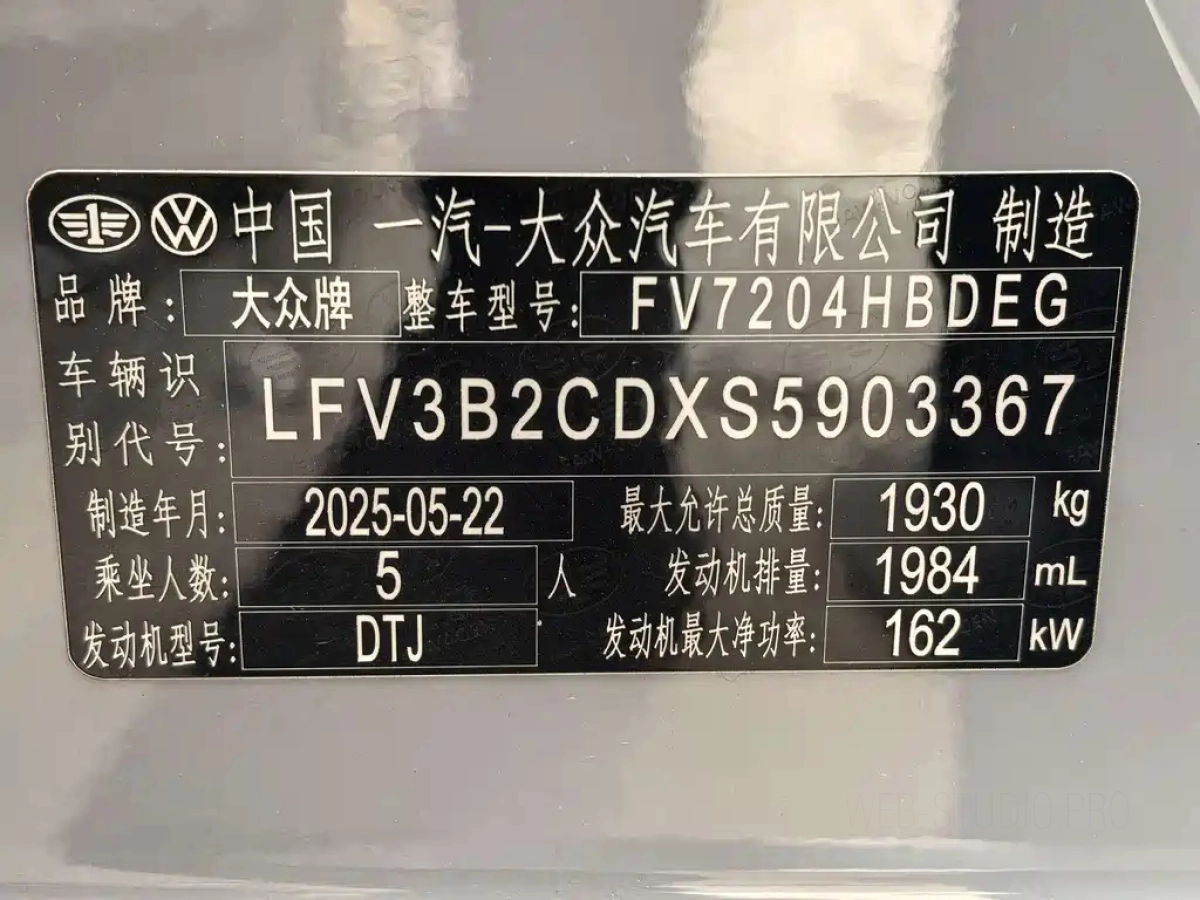 中国 一汽-大众汽车有限公司 制造
品牌: 大众牌 整车型号: FV7204HBDEG
车辆识别代号: LFV3B2CDXS5903367
制造年月: 2025-05-22 最大允许总质量: 1930 kg
乘坐人数: 5 人 发动机排量: 1984 mL
发动机型号: DTJ 发动机最大净功率: 162 kW